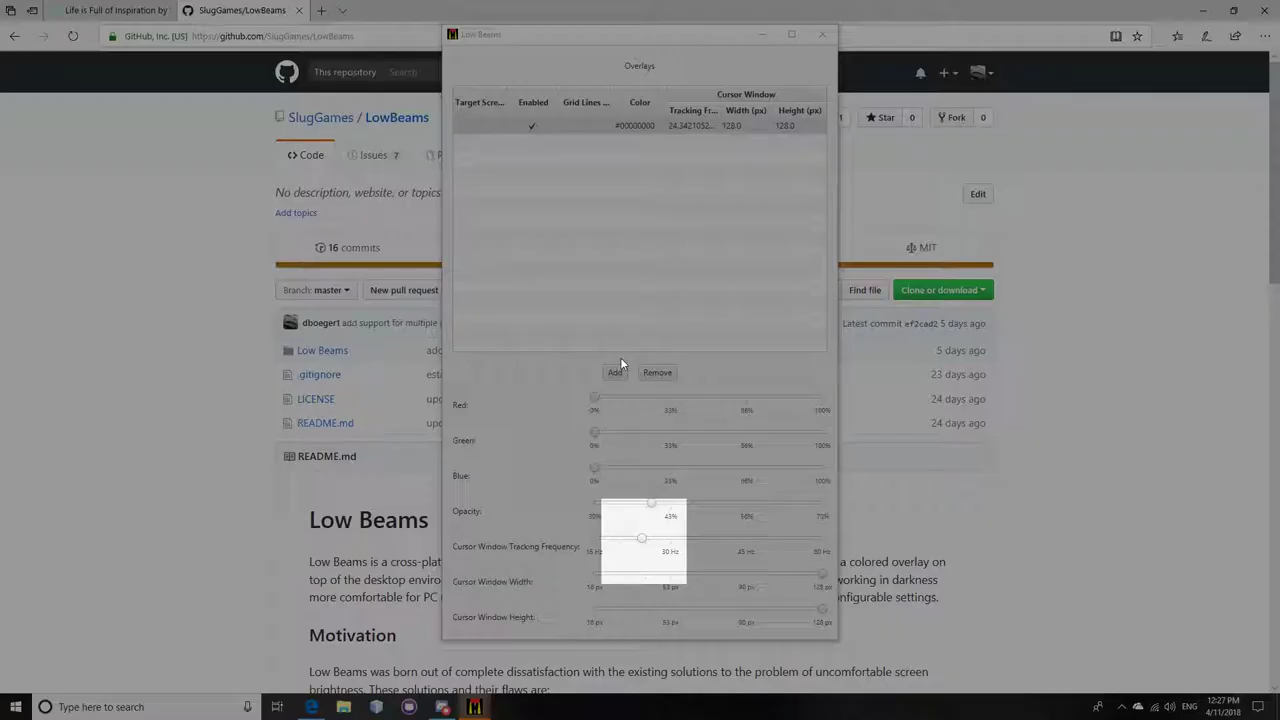 Life is Full of Inspiration by
SlugGames/LowBeams
GitHub, Inc. [US]
https://github.com/SlugGames/LowBeams
Low Beams
This repository
Search
Overlays
SlugGames / LowBeams
1
Star
0
Fork
0
Target Scre...
Enabled
Grid Lines ...
Color
Cursor Window
Tracking Fr...
Width (px)
Height (px)
#00000000
24.3421052...
128.0
128.0
Code
Issues 7
No description, website, or topics
Edit
Add topics
16 commits
MIT
Branch: master
New pull request
Find file
Clone or download
dboeger1 add support for multiple
Latest commit ef2cad2 5 days ago
Low Beams
5 days ago
.gitignore
23 days ago
LICENSE
24 days ago
README.md
24 days ago
Add
Remove
Red:
0%
33%
66%
100%
Green:
0%
33%
66%
100%
Blue:
0%
33%
66%
100%
Opacity:
30%
43%
56%
70%
Cursor Window Tracking Frequency:
15 Hz
30 Hz
45 Hz
60 Hz
Cursor Window Width:
16 px
53 px
90 px
128 px
Cursor Window Height:
16 px
53 px
90 px
128 px
README.md
Low Beams
Low Beams is a cross-plat
a colored overlay on
top of the desktop enviro
working in darkness
more comfortable for PC
nfigurable settings.
Motivation
Low Beams was born out of complete dissatisfaction with the existing solutions to the problem of uncomfortable screen
brightness. These solutions and their flaws are:
Type here to search
ENG
12:27 PM
4/11/2018